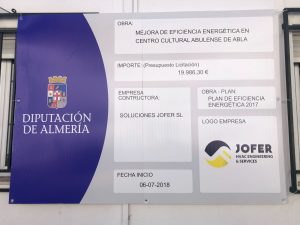 OBRA:
MEJORA DE EFICIENCIA ENERGÉTICA EN
CENTRO CULTURAL ABULENSE DE ABLA
IMPORTE: (Presupuesto Licitación)
19.986,30 €
EMPRESA
CONTRUCTORA:
SOLUCIONES JOFER SL
OBRA - PLAN:
PLAN DE EFICIENCIA
ENERGÉTICA 2017
LOGO EMPRESA
JOFER
HVAC ENGINEERING
& SERVICES
FECHA INICIO
06-07-2018
DIPUTACIÓN
DE ALMERÍA